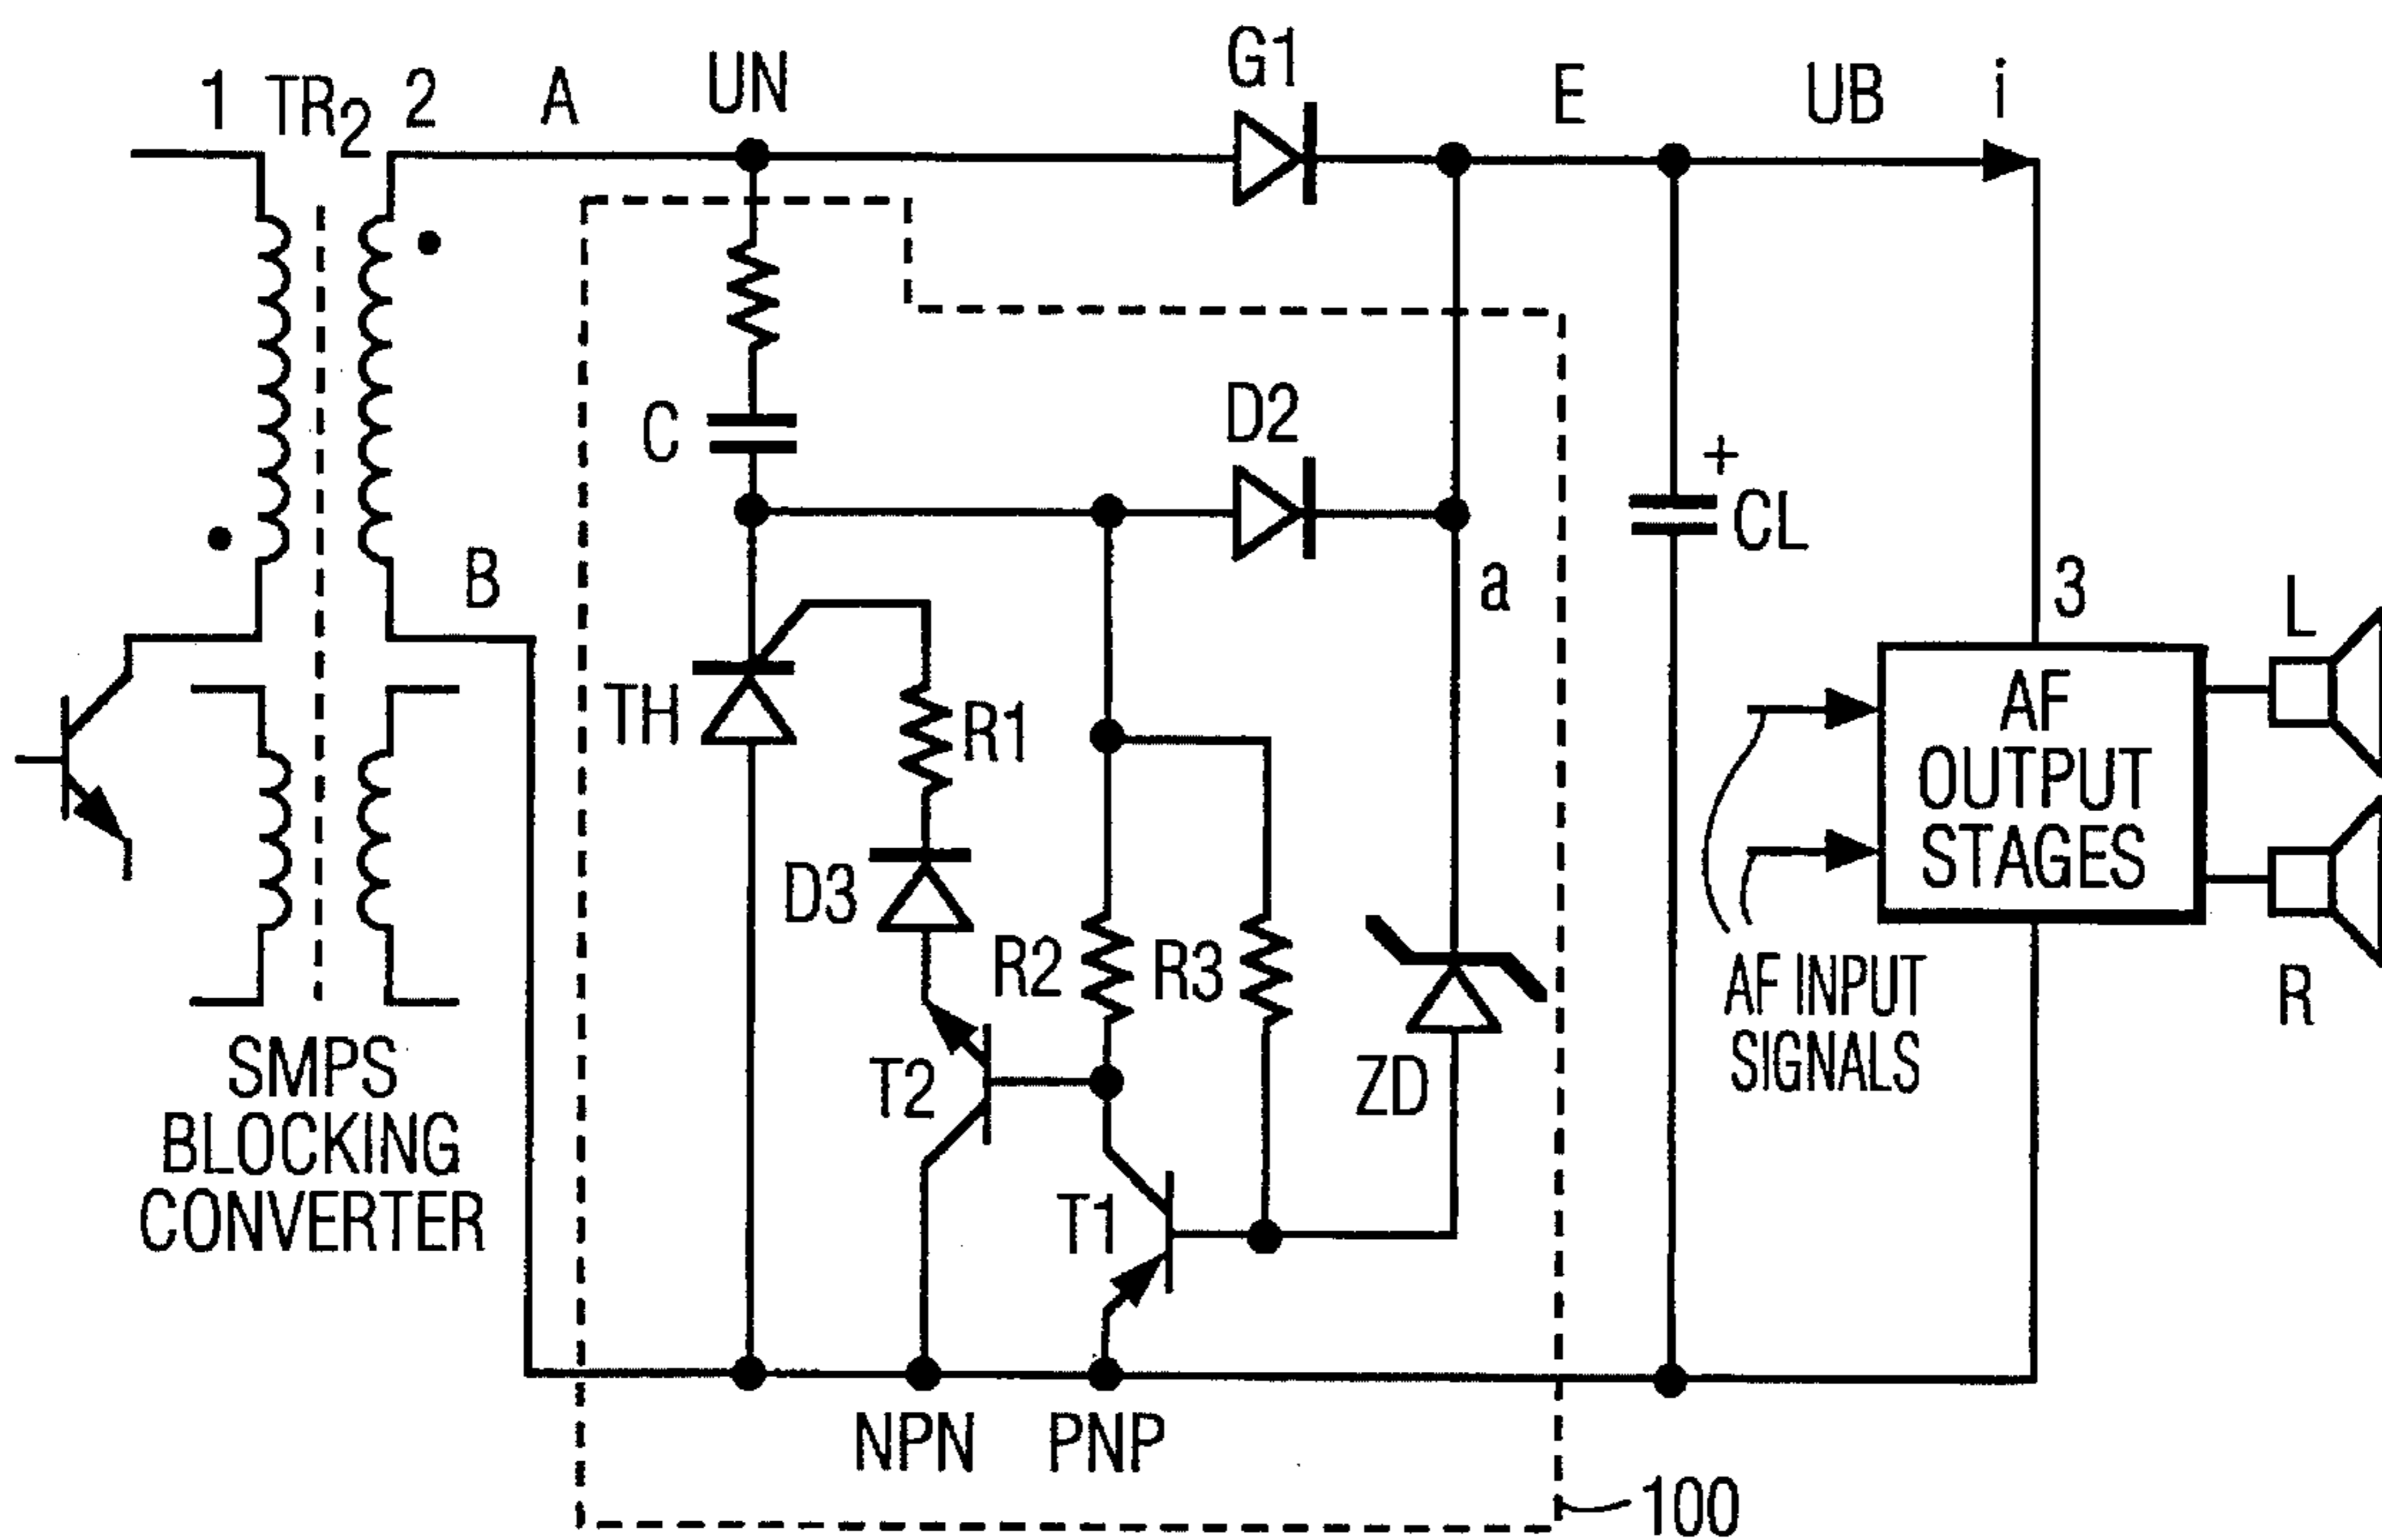 1 TR2 2 A UN G1 E UB i
C
D2
+
CL
B
a
3
L
TH
R1
AF
OUTPUT
STAGES
D3
R2
R3
AF INPUT
SIGNALS
R
T2
ZD
SMPS
BLOCKING
CONVERTER
T1
NPN PNP
100